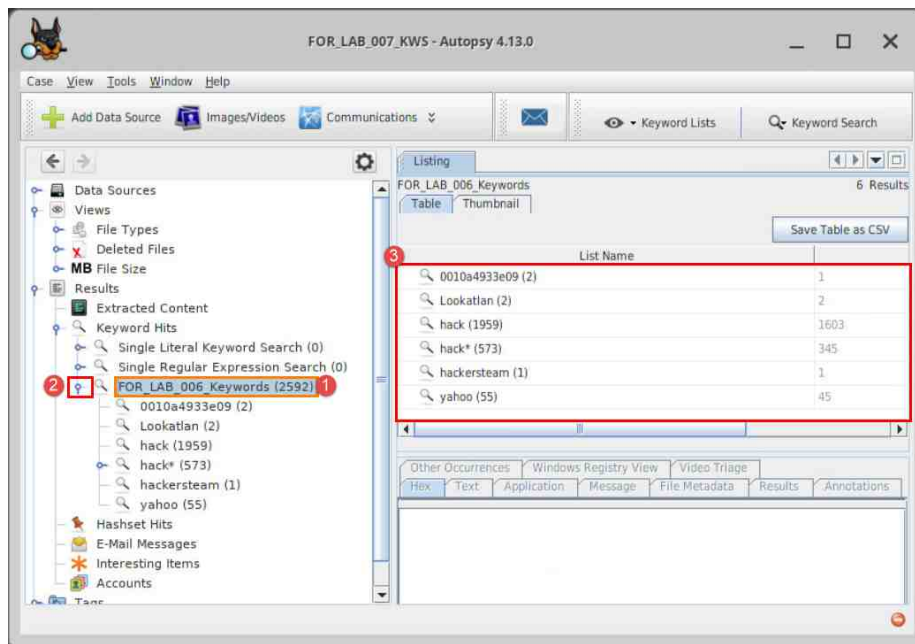 FOR_LAB_007_KWS - Autopsy 4.13.0
Case View Tools Window Help
Add Data Source Images/Videos Communications Keyword Lists Keyword Search
Data Sources
Views
File Types
Deleted Files
MB File Size
Results
Extracted Content
Keyword Hits
Single Literal Keyword Search (0)
Single Regular Expression Search (0)
2 FOR_LAB_006_Keywords (2592) 1
0010a4933e09 (2)
Lookatlan (2)
hack (1959)
hack* (573)
hackersteam (1)
yahoo (55)
Hashset Hits
E-Mail Messages
Interesting Items
Accounts
Tags
Listing
FOR_LAB_006_Keywords 6 Results
Table Thumbnail
Save Table as CSV
3 List Name
0010a4933e09 (2) 1
Lookatlan (2) 2
hack (1959) 1603
hack* (573) 345
hackersteam (1) 1
yahoo (55) 45
Other Occurrences Windows Registry View Video Triage
Hex Text Application Message File Metadata Results Annotations